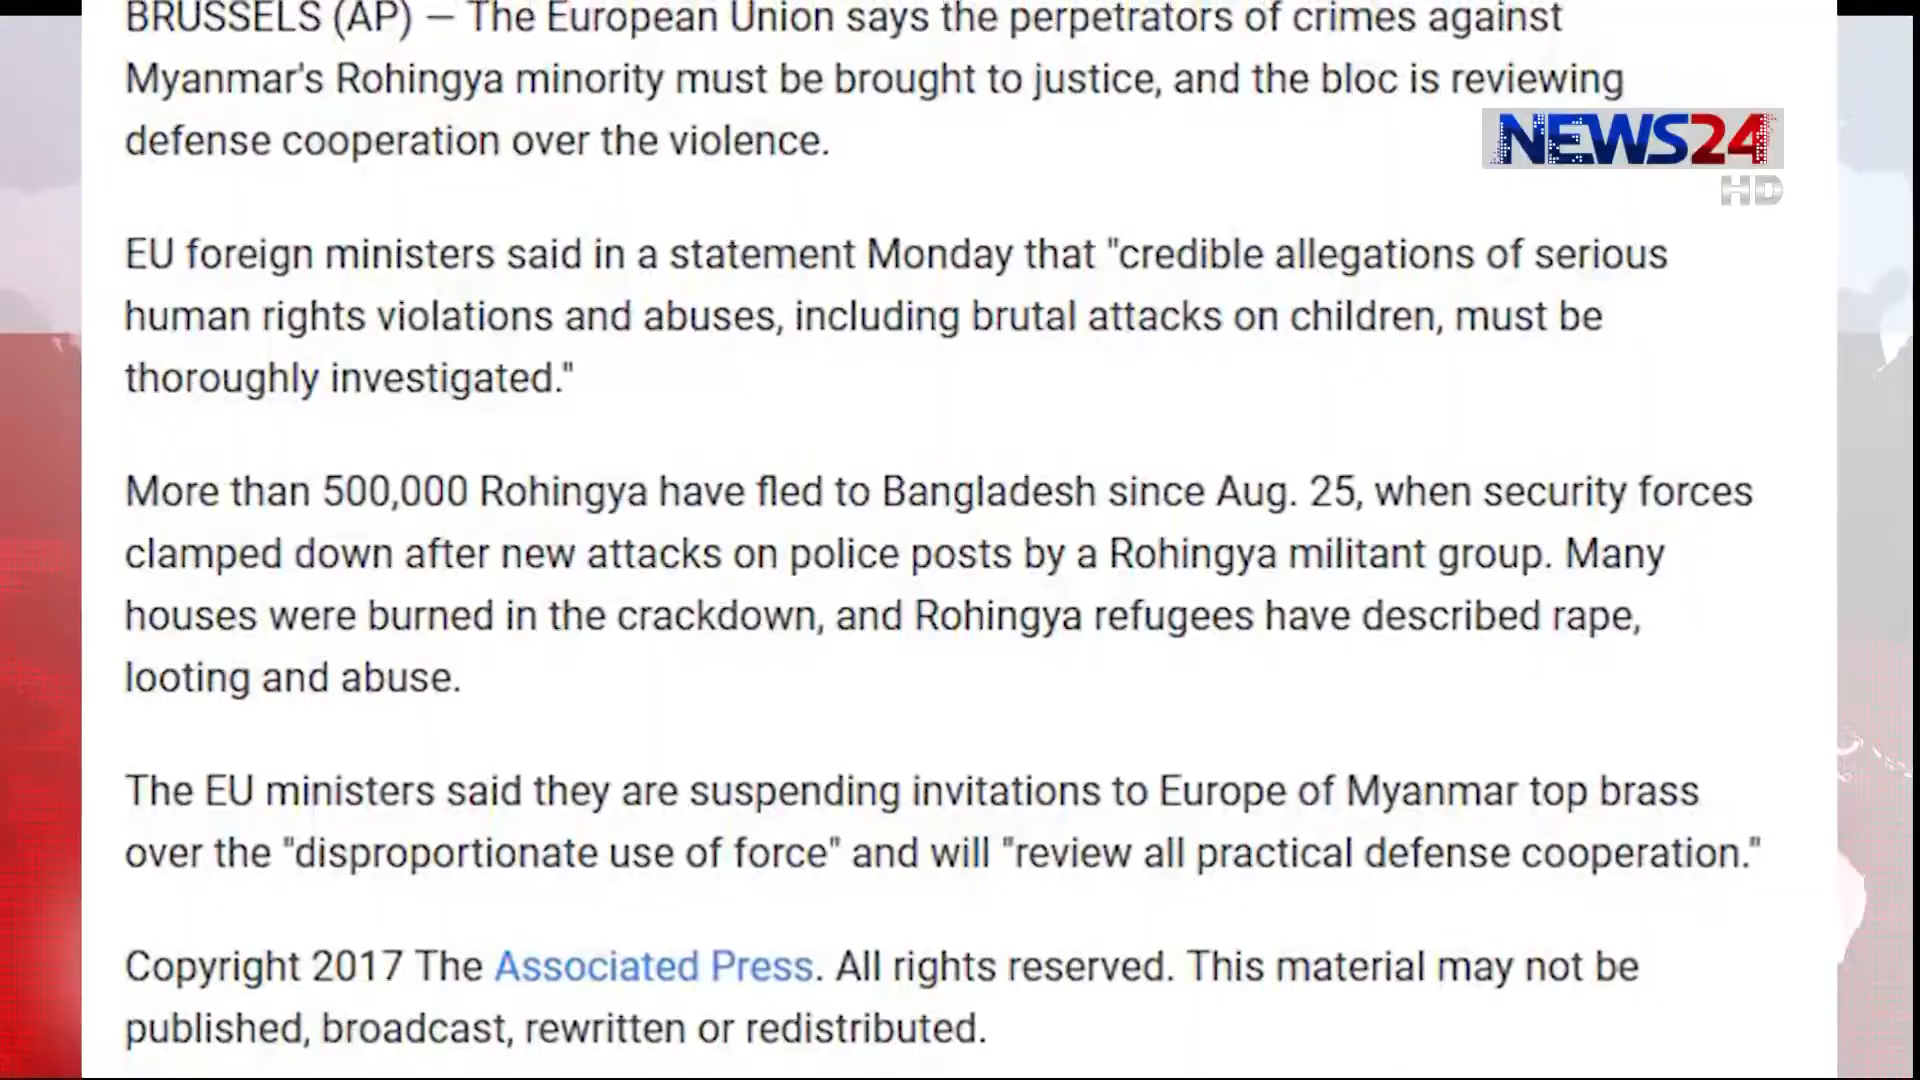 BRUSSELS (AP) — The European Union says the perpetrators of crimes against
Myanmar's Rohingya minority must be brought to justice, and the bloc is reviewing
defense cooperation over the violence.
NEWS24
HD
EU foreign ministers said in a statement Monday that "credible allegations of serious
human rights violations and abuses, including brutal attacks on children, must be
thoroughly investigated."
More than 500,000 Rohingya have fled to Bangladesh since Aug. 25, when security forces
clamped down after new attacks on police posts by a Rohingya militant group. Many
houses were burned in the crackdown, and Rohingya refugees have described rape,
looting and abuse.
The EU ministers said they are suspending invitations to Europe of Myanmar top brass
over the "disproportionate use of force" and will "review all practical defense cooperation."
Copyright 2017 The Associated Press. All rights reserved. This material may not be
published, broadcast, rewritten or redistributed.